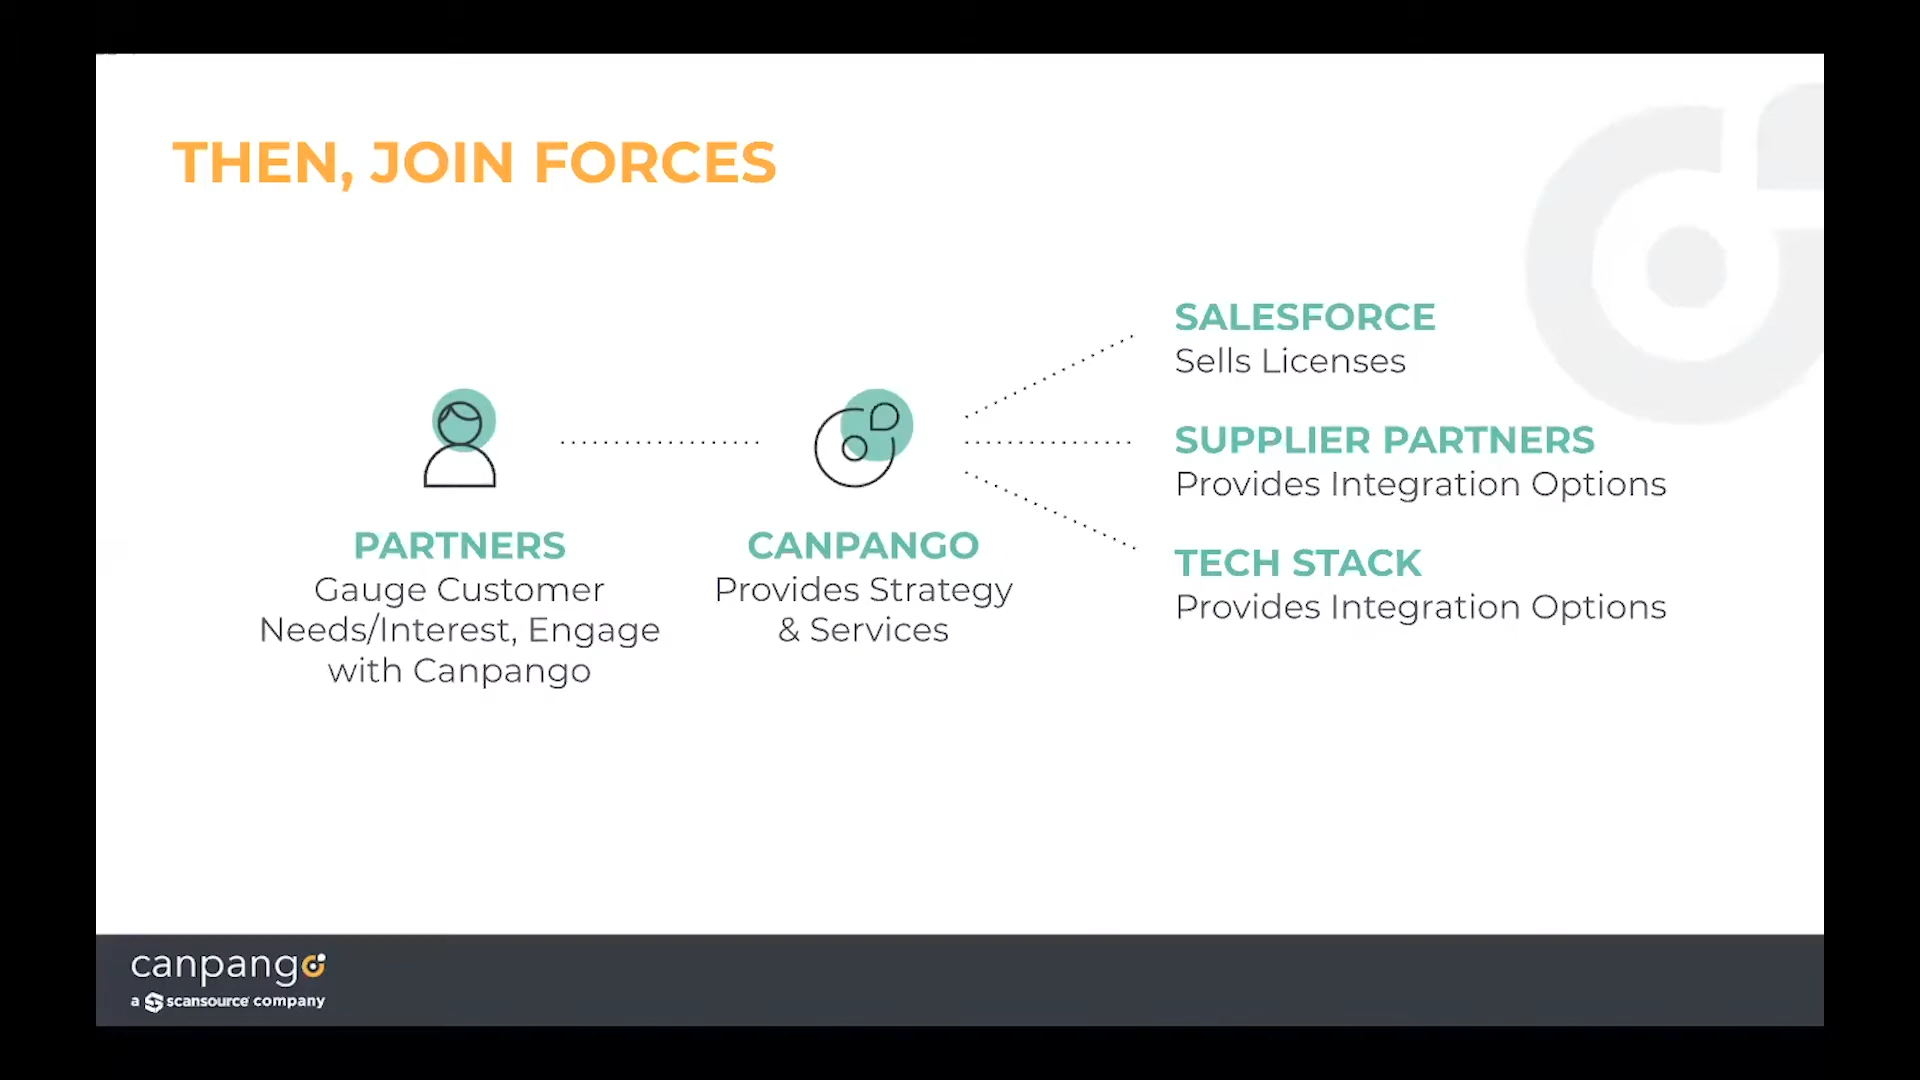 THEN, JOIN FORCES
SALESFORCE
Sells Licenses
SUPPLIER PARTNERS
Provides Integration Options
TECH STACK
Provides Integration Options
PARTNERS
Gauge Customer
Needs/Interest, Engage
with Canpango
CANPANGO
Provides Strategy
& Services
canpango
a scansource company